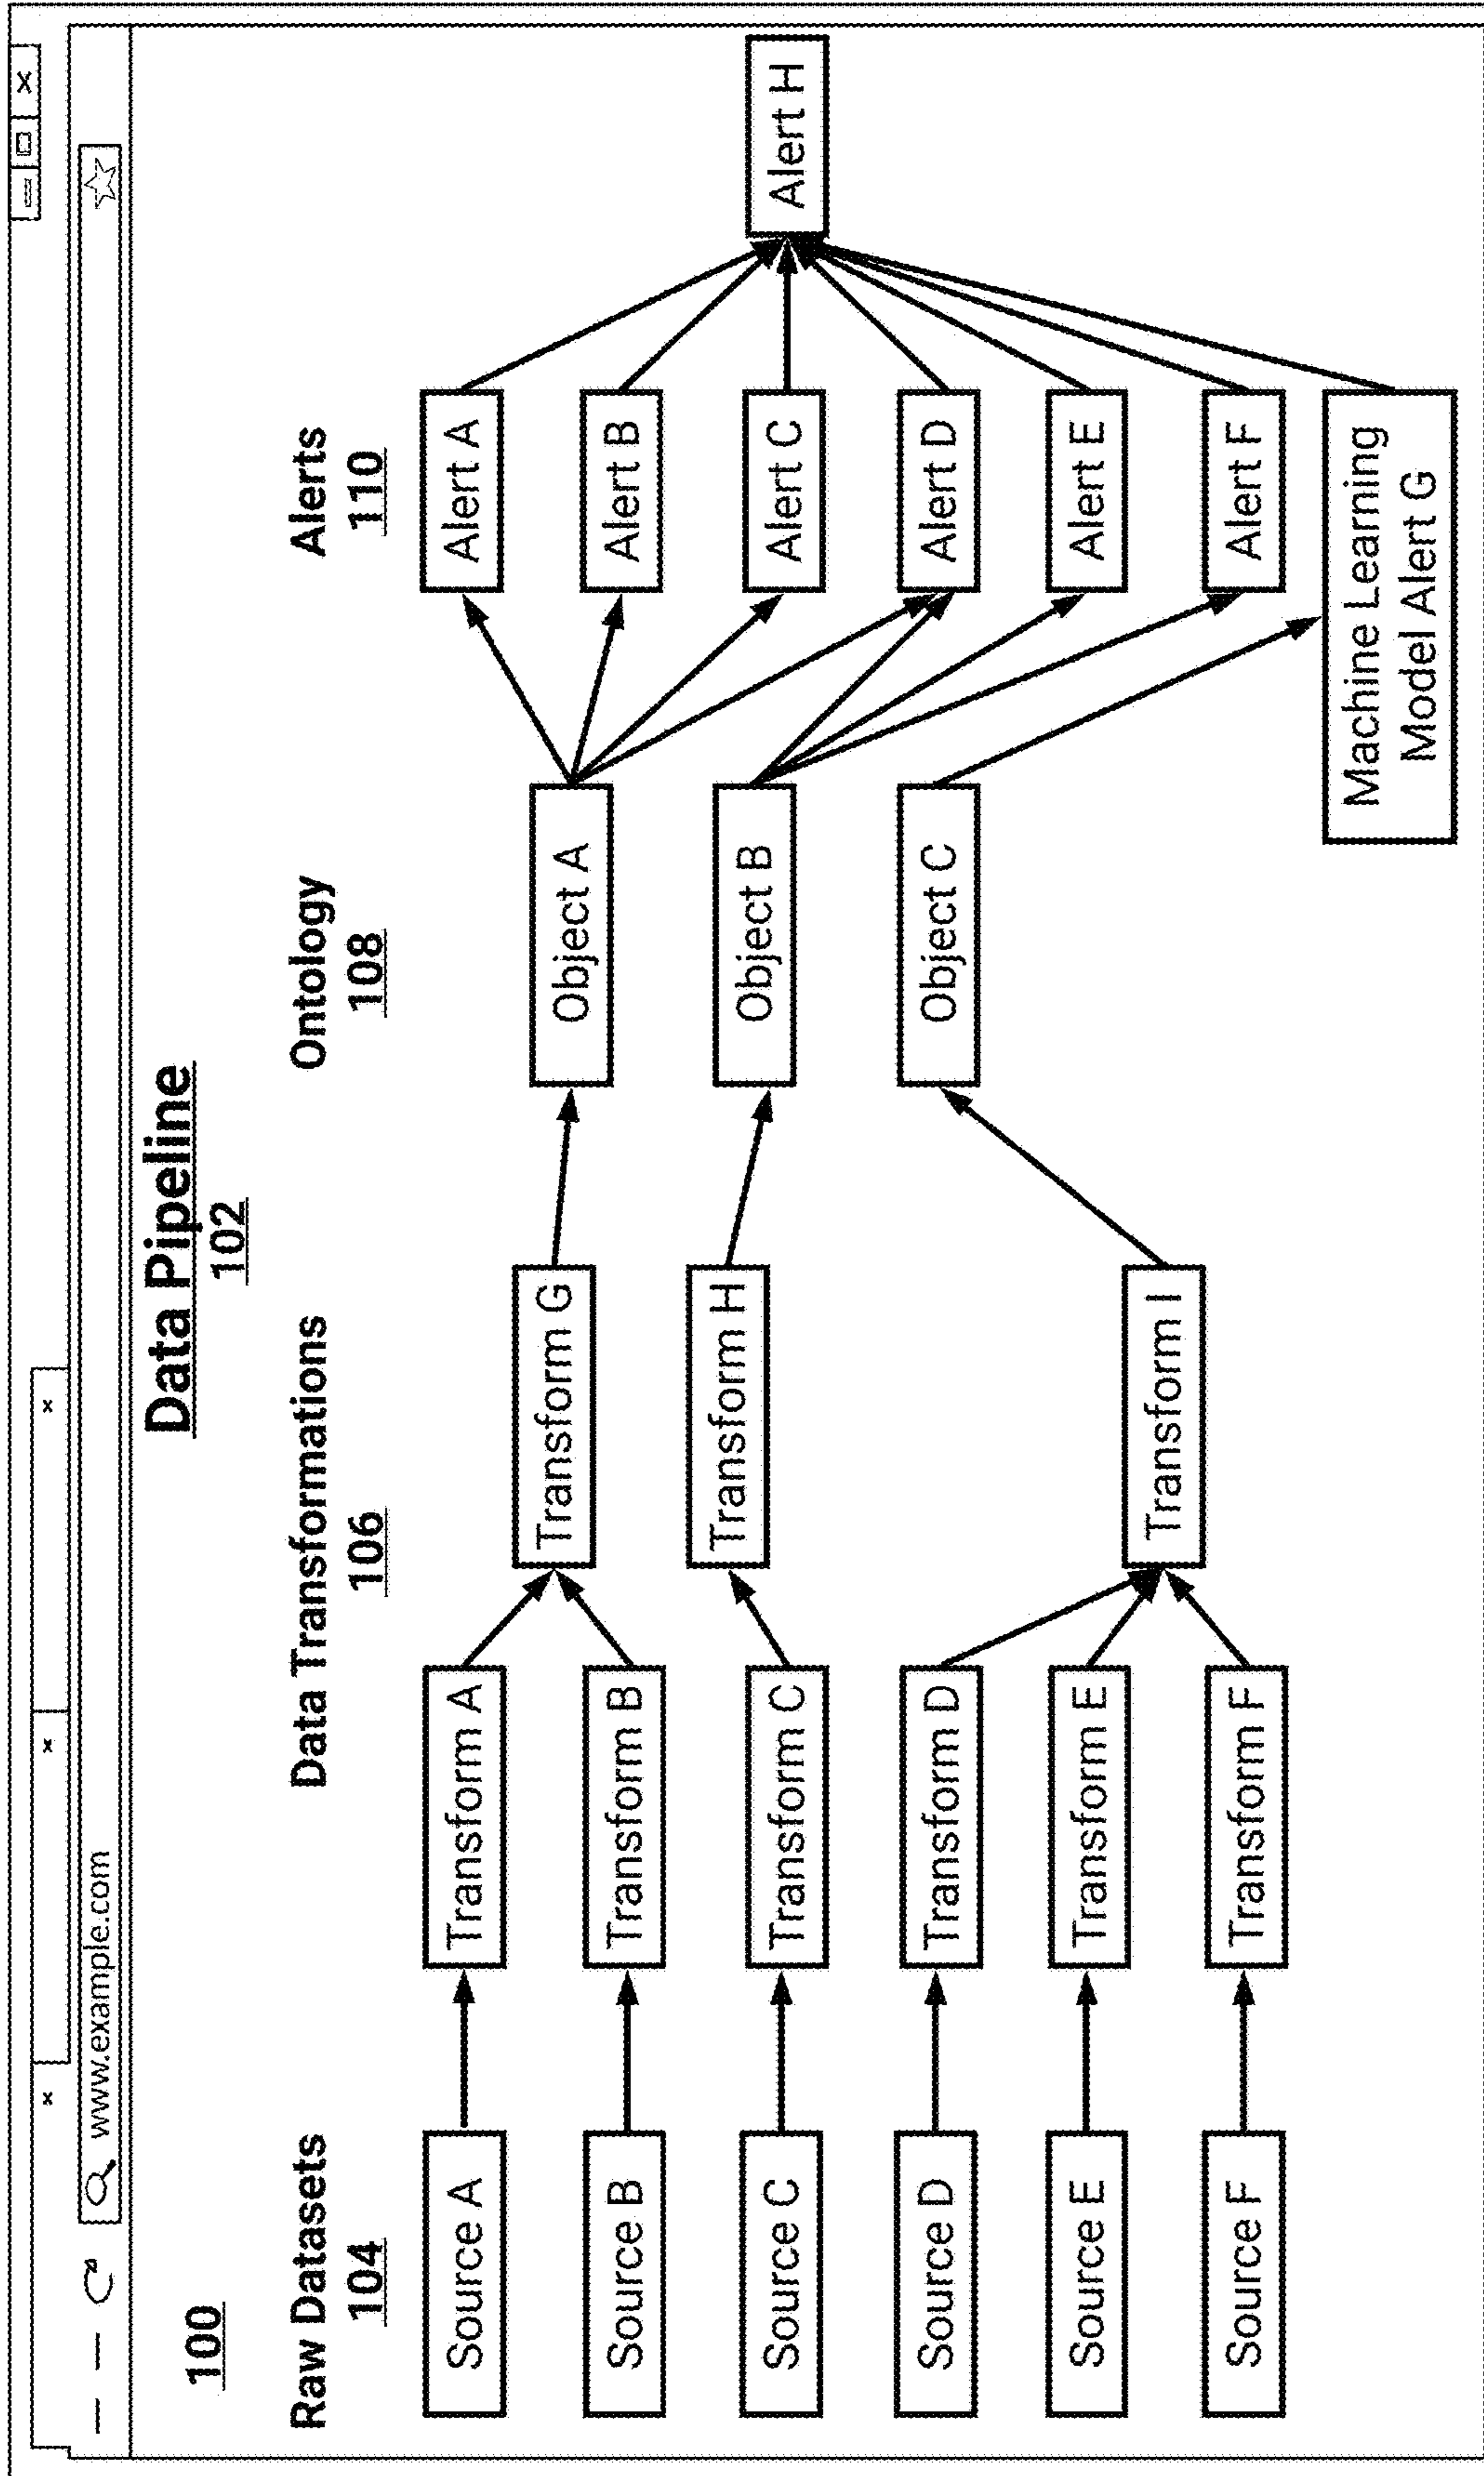 x
x
x
www.example.com
100
Data Pipeline
102
Raw Datasets
104
Data Transformations
106
Ontology
108
Alerts
110
Source A
Source B
Source C
Source D
Source E
Source F
Transform A
Transform B
Transform C
Transform D
Transform E
Transform F
Transform G
Transform H
Transform I
Object A
Object B
Object C
Alert A
Alert B
Alert C
Alert D
Alert E
Alert F
Machine Learning
Model Alert G
Alert H